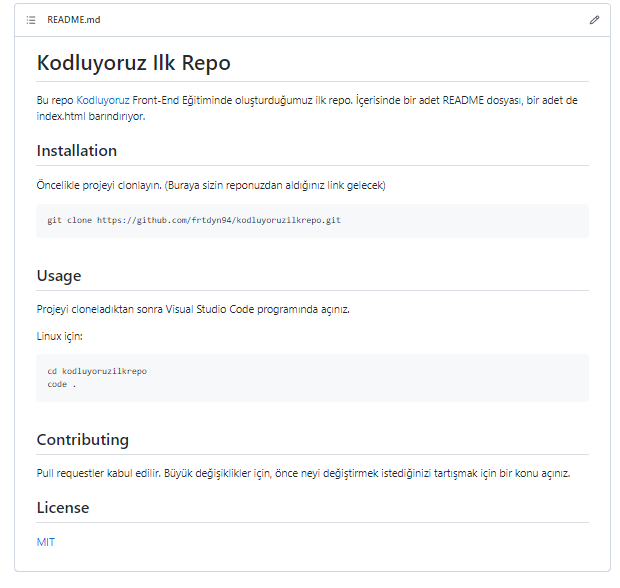 README.md
Kodluyoruz Ilk Repo
Bu repo Kodluyoruz Front-End Eğitiminde oluşturduğumuz ilk repo. İçerisinde bir adet README dosyası, bir adet de
index.html barındırıyor.
Installation
Öncelikle projeyi clonlayın. (Buraya sizin reponuzdan aldığınız link gelecek)
git clone https://github.com/frtdyn94/kodluyoruzilkrepo.git
Usage
Projeyi cloneladıktan sonra Visual Studio Code programında açınız.
Linux için:
cd kodluyoruzilkrepo
code .
Contributing
Pull requestler kabul edilir. Büyük değişiklikler için, önce neyi değiştirmek istediğinizi tartışmak için bir konu açınız.
License
MIT